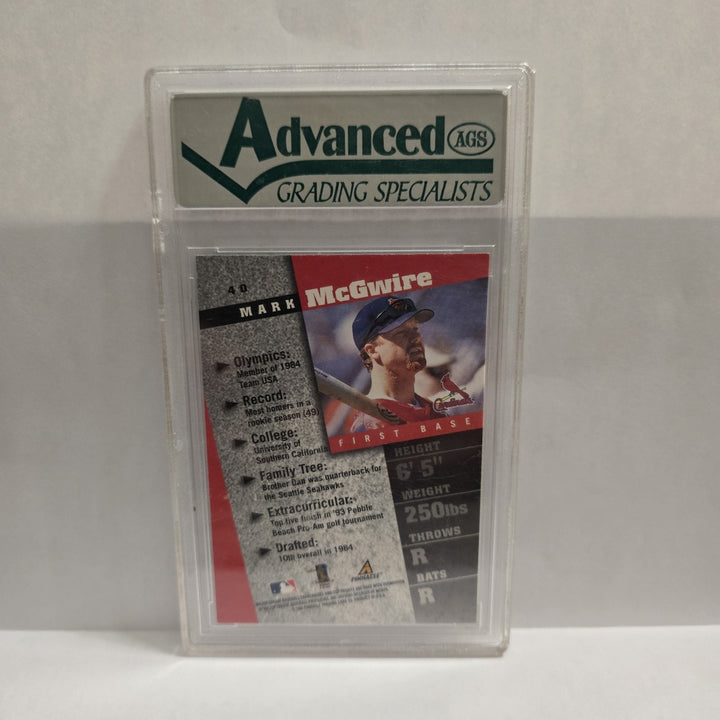 Advanced AGS
GRADING SPECIALISTS
40
MARK McGwire
Olympics:
Member of 1984
Team USA
Record:
Most homers in a
rookie season (49)
College:
University of
Southern California
Family Tree:
Brother Dan was quarterback for
the Seattle Seahawks
Extracurricular:
Top five finish in '93 Pebble
Beach Pro-Am golf tournament
Drafted:
10th overall in 1984
Cardinals
FIRST BASE
HEIGHT
6' 5"
WEIGHT
250lbs
THROWS
R
BATS
R
PINNACLE